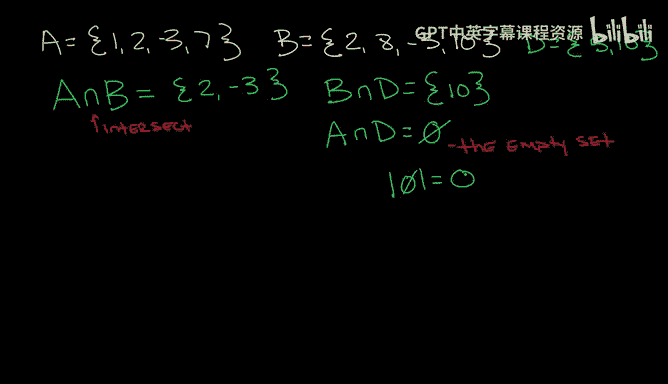 A = {1, 2, -3, 7} B = {2, 8, -3, 10} D = {5, 10}
GPT中英字幕课程资源 bilibili
A∩B = {2, -3} B∩D = {10}
↑intersect A∩D = ∅ - the empty set
|∅| = 0